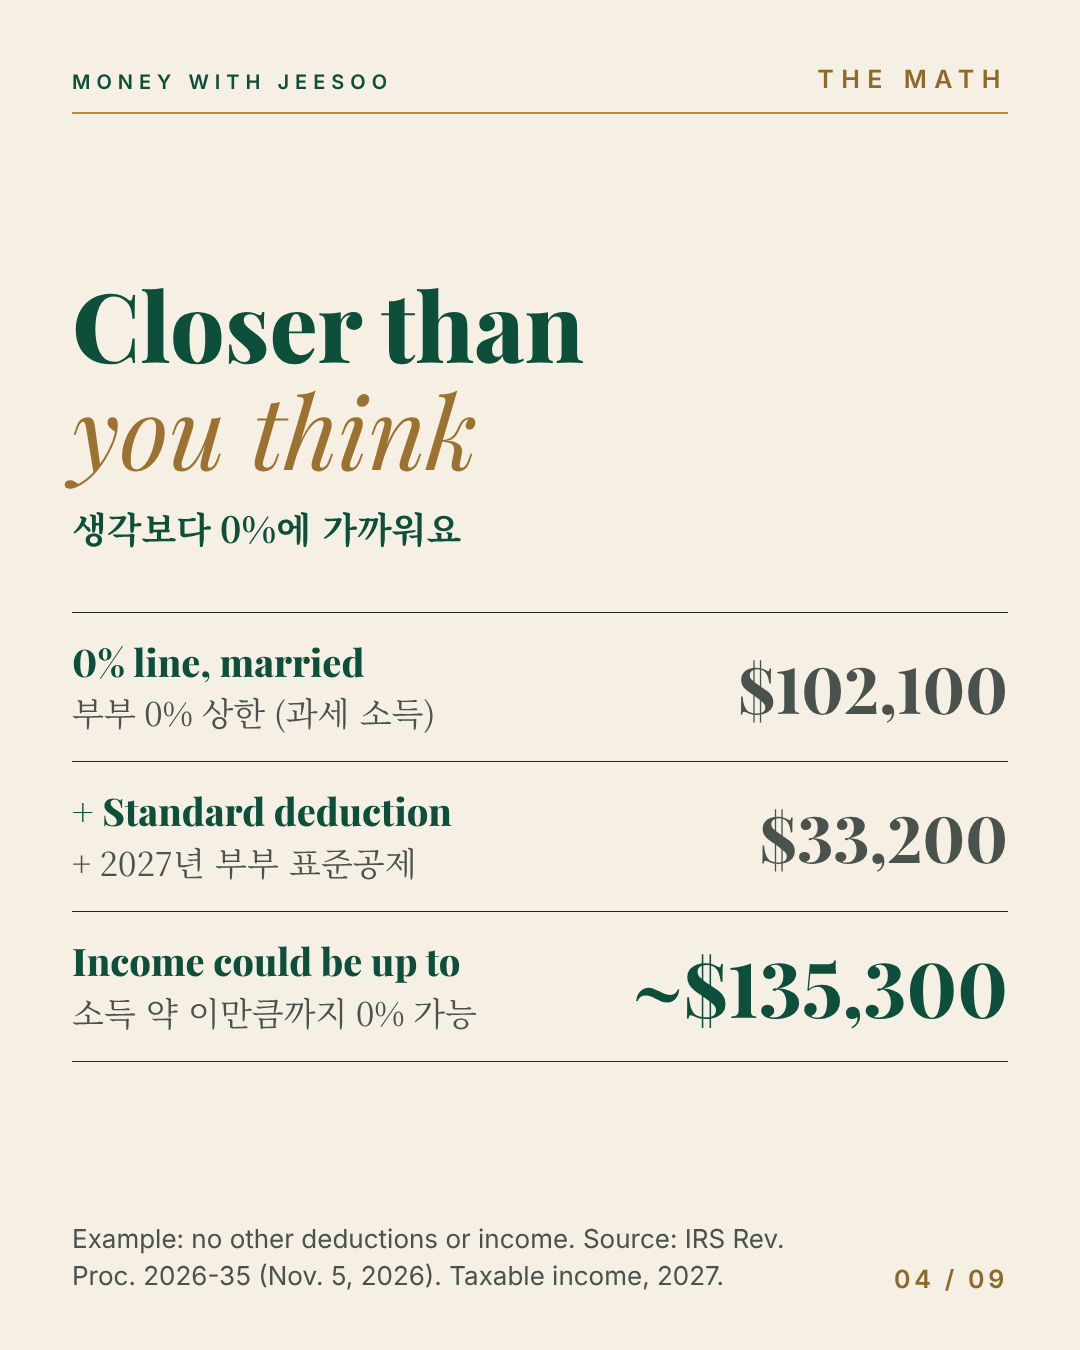 MONEY WITH JEESOO
THE MATH
Closer than
you think
생각보다 0%에 가까워요
0% line, married
부부 0% 상한 (과세 소득)
$102,100
+ Standard deduction
+ 2027년 부부 표준공제
$33,200
Income could be up to
소득 약 이만큼까지 0% 가능
~$135,300
Example: no other deductions or income. Source: IRS Rev.
Proc. 2026-35 (Nov. 5, 2026). Taxable income, 2027.
04 / 09